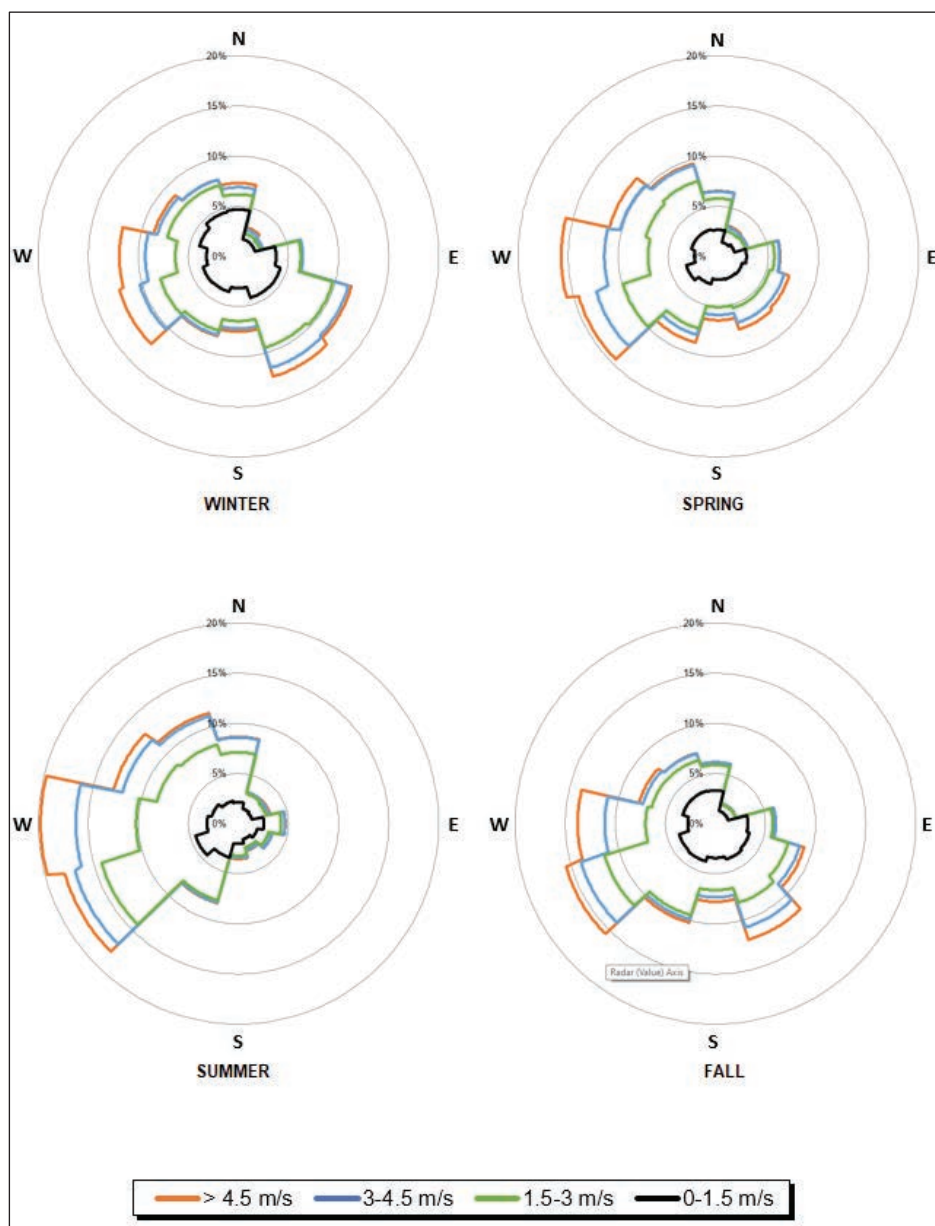 N N
20% 20%
15% 15%
10% 10%
5% 5%
W 0% E W 0% E
S S
WINTER SPRING
N N
20% 20%
15% 15%
10% 10%
5% 5%
W 0% E W 0% E
Radar (Value) Axis
S S
SUMMER FALL
> 4.5 m/s 3-4.5 m/s 1.5-3 m/s 0-1.5 m/s